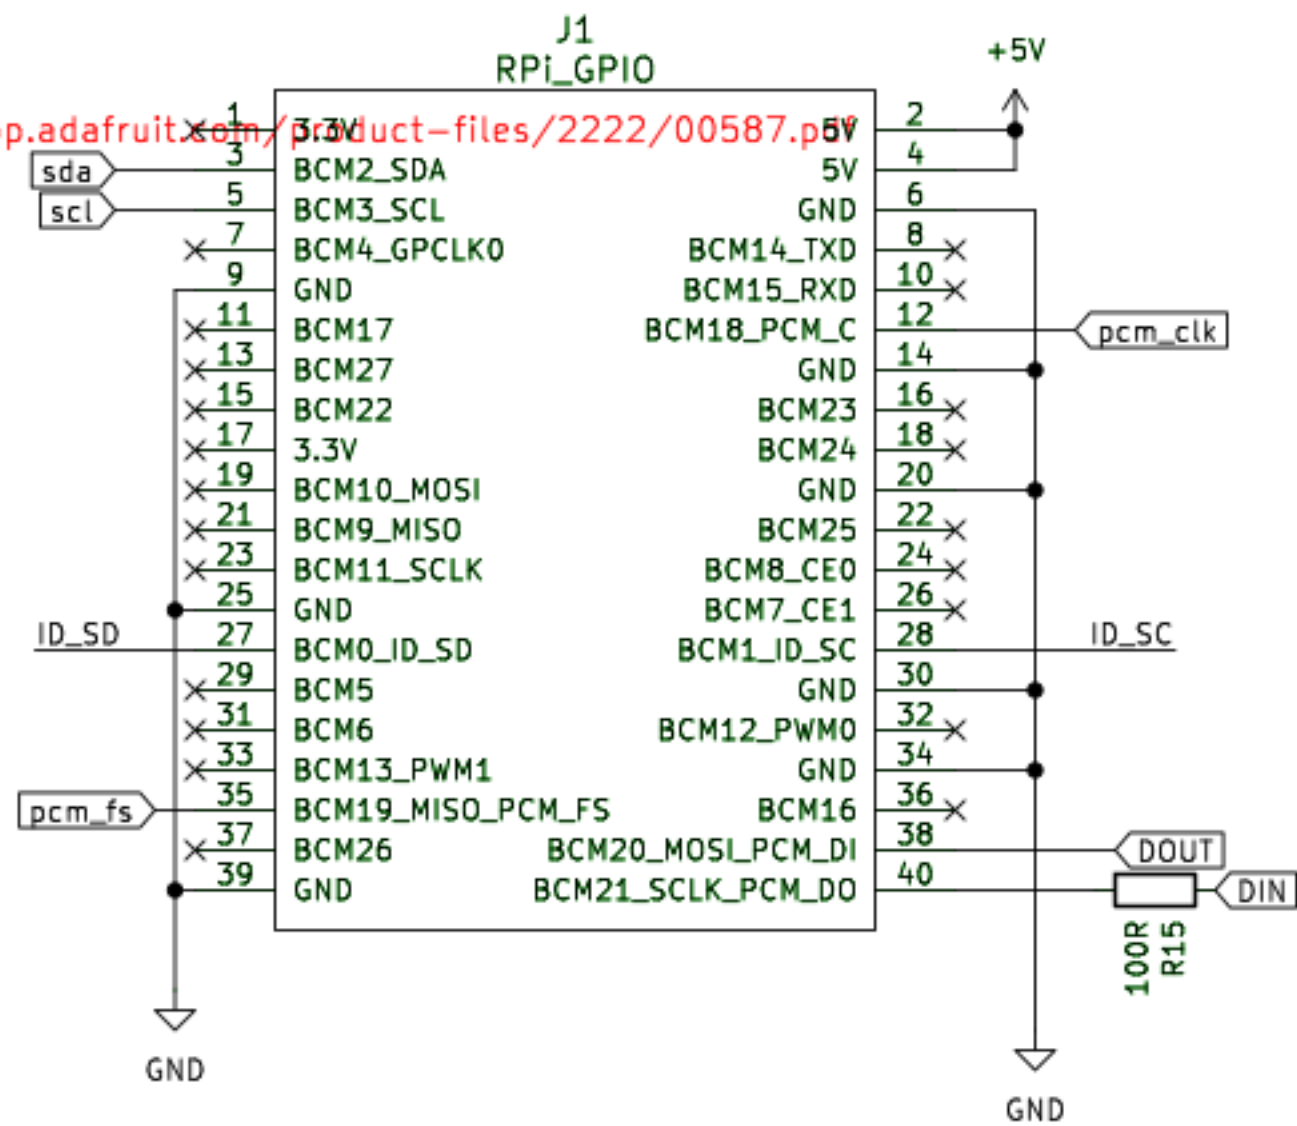 J1
RPi_GPIO
+5V
p.adafruit.com/product-files/2222/00587.pdf
1 3.3V 5V 2
sda 3 BCM2_SDA 5V 4
scl 5 BCM3_SCL GND 6
7 BCM4_GPCLK0 BCM14_TXD 8
9 GND BCM15_RXD 10
11 BCM17 BCM18_PCM_C 12 pcm_clk
13 BCM27 GND 14
15 BCM22 BCM23 16
17 3.3V BCM24 18
19 BCM10_MOSI GND 20
21 BCM9_MISO BCM25 22
23 BCM11_SCLK BCM8_CE0 24
25 GND BCM7_CE1 26
ID_SD 27 BCM0_ID_SD BCM1_ID_SC 28 ID_SC
29 BCM5 GND 30
31 BCM6 BCM12_PWM0 32
33 BCM13_PWM1 GND 34
pcm_fs 35 BCM19_MISO_PCM_FS BCM16 36
37 BCM26 BCM20_MOSI_PCM_DI 38 DOUT
39 GND BCM21_SCLK_PCM_DO 40 DIN
100R
R15
GND
GND